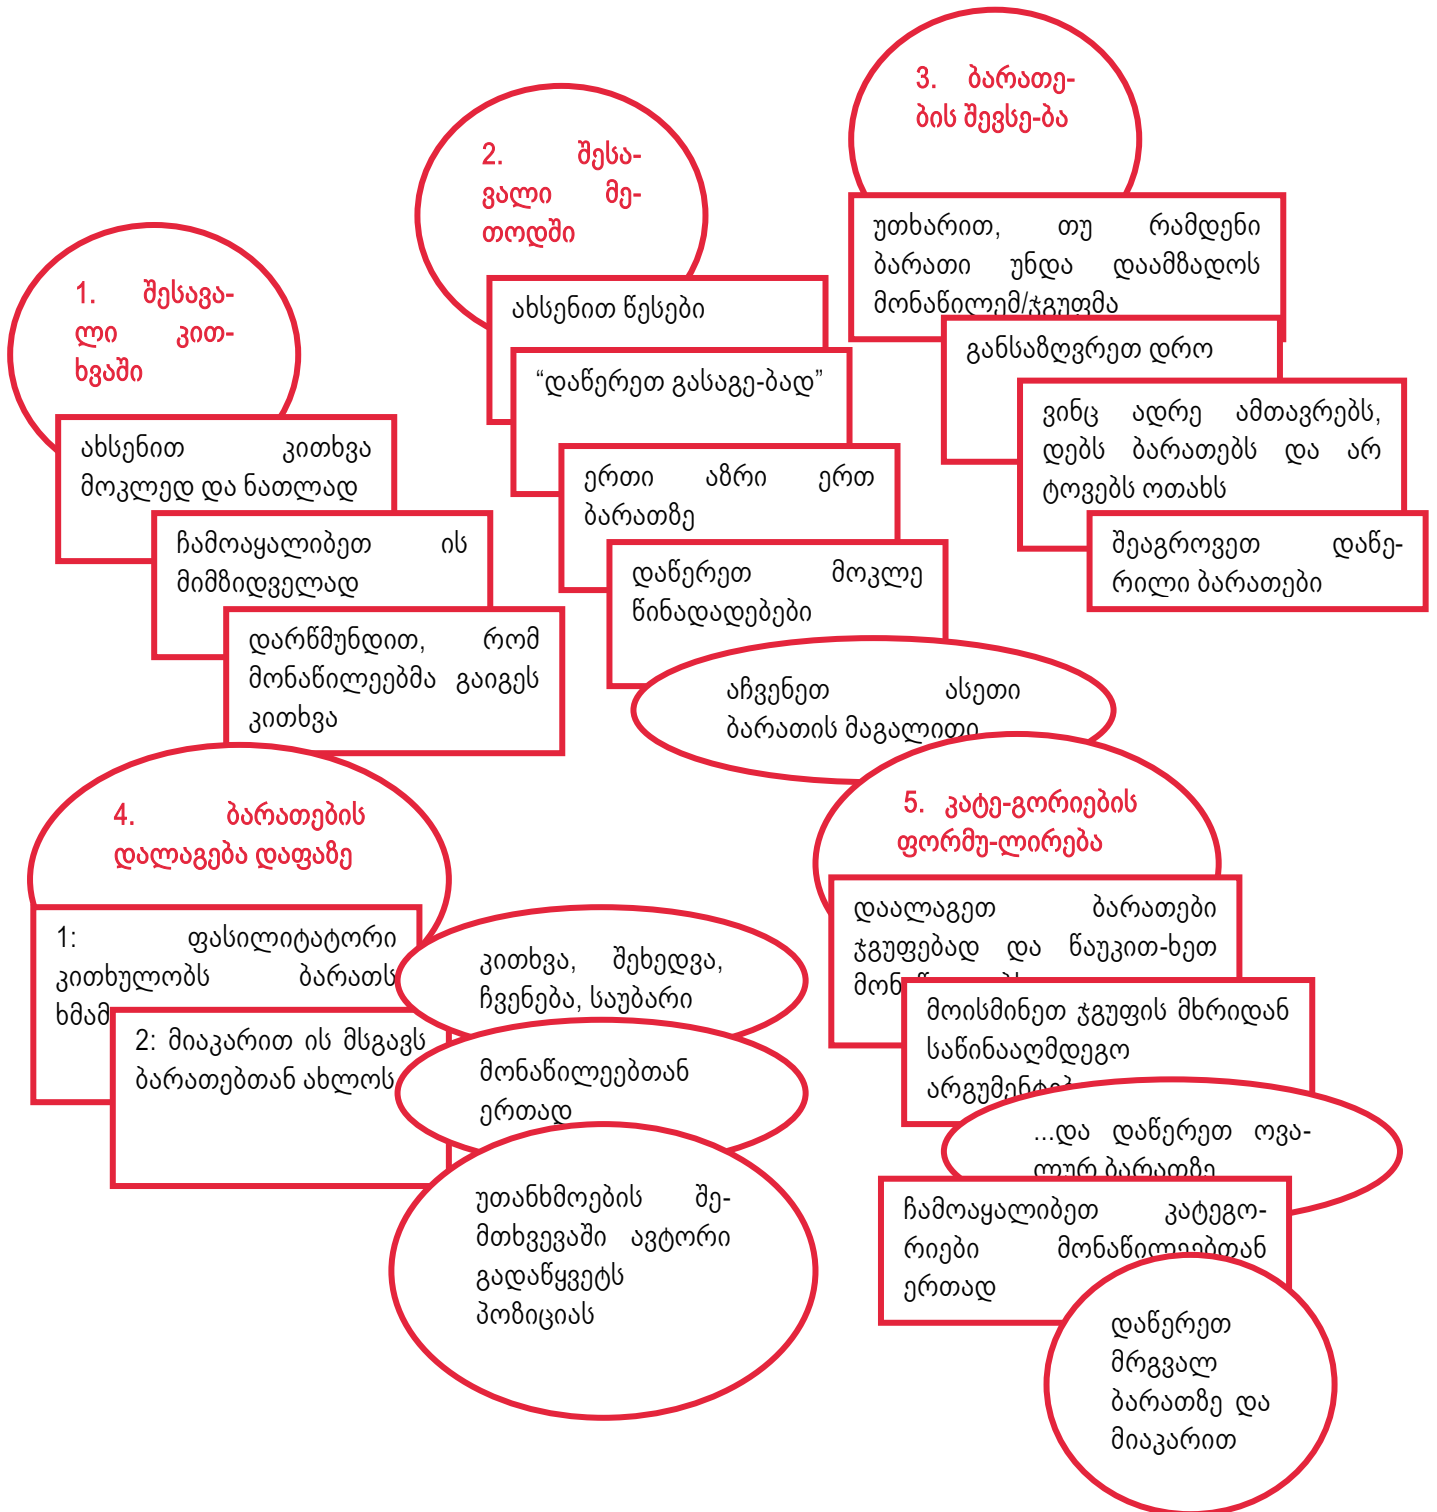 1. შესავა-
ლი კით-
ხვაში
ახსენით კითხვა
მოკლედ და ნათლად
ჩამოაყალიბეთ ის
მიმზიდველად
დარწმუნდით, რომ
მონაწილეებმა გაიგეს
კითხვა
2. შესა-
ვალი მე-
თოდში
ახსენით წესები
“დაწერეთ გასაგე-ბად”
ერთი აზრი ერთ
ბარათზე
დაწერეთ მოკლე
წინადადებები
აჩვენეთ ასეთი
ბარათის მაგალითი
3. ბარათე-
ბის შევსე-ბა
უთხარით, თუ რამდენი
ბარათი უნდა დაამზადოს
მონაწილემ/ჯგუფმა
განსაზღვრეთ დრო
ვინც ადრე ამთავრებს,
დებს ბარათებს და არ
ტოვებს ოთახს
შეაგროვეთ დაწე-
რილი ბარათები
4. ბარათების
დალაგება დაფაზე
1: ფასილიტატორი
კითხულობს ბარათს
ხმამ
2: მიაკარით ის მსგავს
ბარათებთან ახლოს
კითხვა, შეხედვა,
ჩვენება, საუბარი
მონაწილეებთან
ერთად
უთანხმოების შე-
მთხვევაში ავტორი
გადაწყვეტს
პოზიციას
5. კატე-გორიების
ფორმუ-ლირება
დაალაგეთ ბარათები
ჯგუფებად და წაუკით-ხეთ
მოისმინეთ ჯგუფის მხრიდან
საწინააღმდეგო
...და დაწერეთ ოვა-
ლურ ბარათზე
ჩამოაყალიბეთ კატეგო-
რიები მონაწილეებთან
ერთად
დაწერეთ
მრგვალ
ბარათზე და
მიაკარით